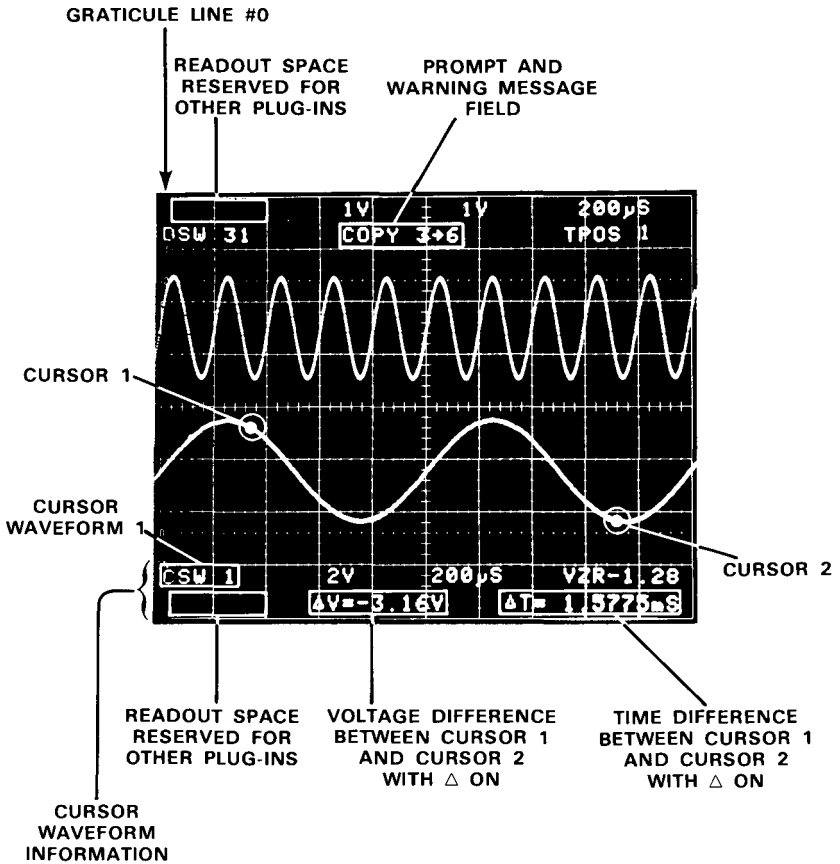 GRATICULE LINE #0
READOUT SPACE
RESERVED FOR
OTHER PLUG-INS
PROMPT AND
WARNING MESSAGE
FIELD
1V 1V 200µS
DSW 31 COPY 3→6 TPOS 1
CURSOR 1
CURSOR
WAVEFORM 1
CURSOR 2
CSW 1 2V 200µS VZR-1.28
ΔV=-3.16V ΔT= 1.5775mS
READOUT SPACE
RESERVED FOR
OTHER PLUG-INS
VOLTAGE DIFFERENCE
BETWEEN CURSOR 1
AND CURSOR 2
WITH △ ON
TIME DIFFERENCE
BETWEEN CURSOR 1
AND CURSOR 2
WITH △ ON
CURSOR
WAVEFORM
INFORMATION